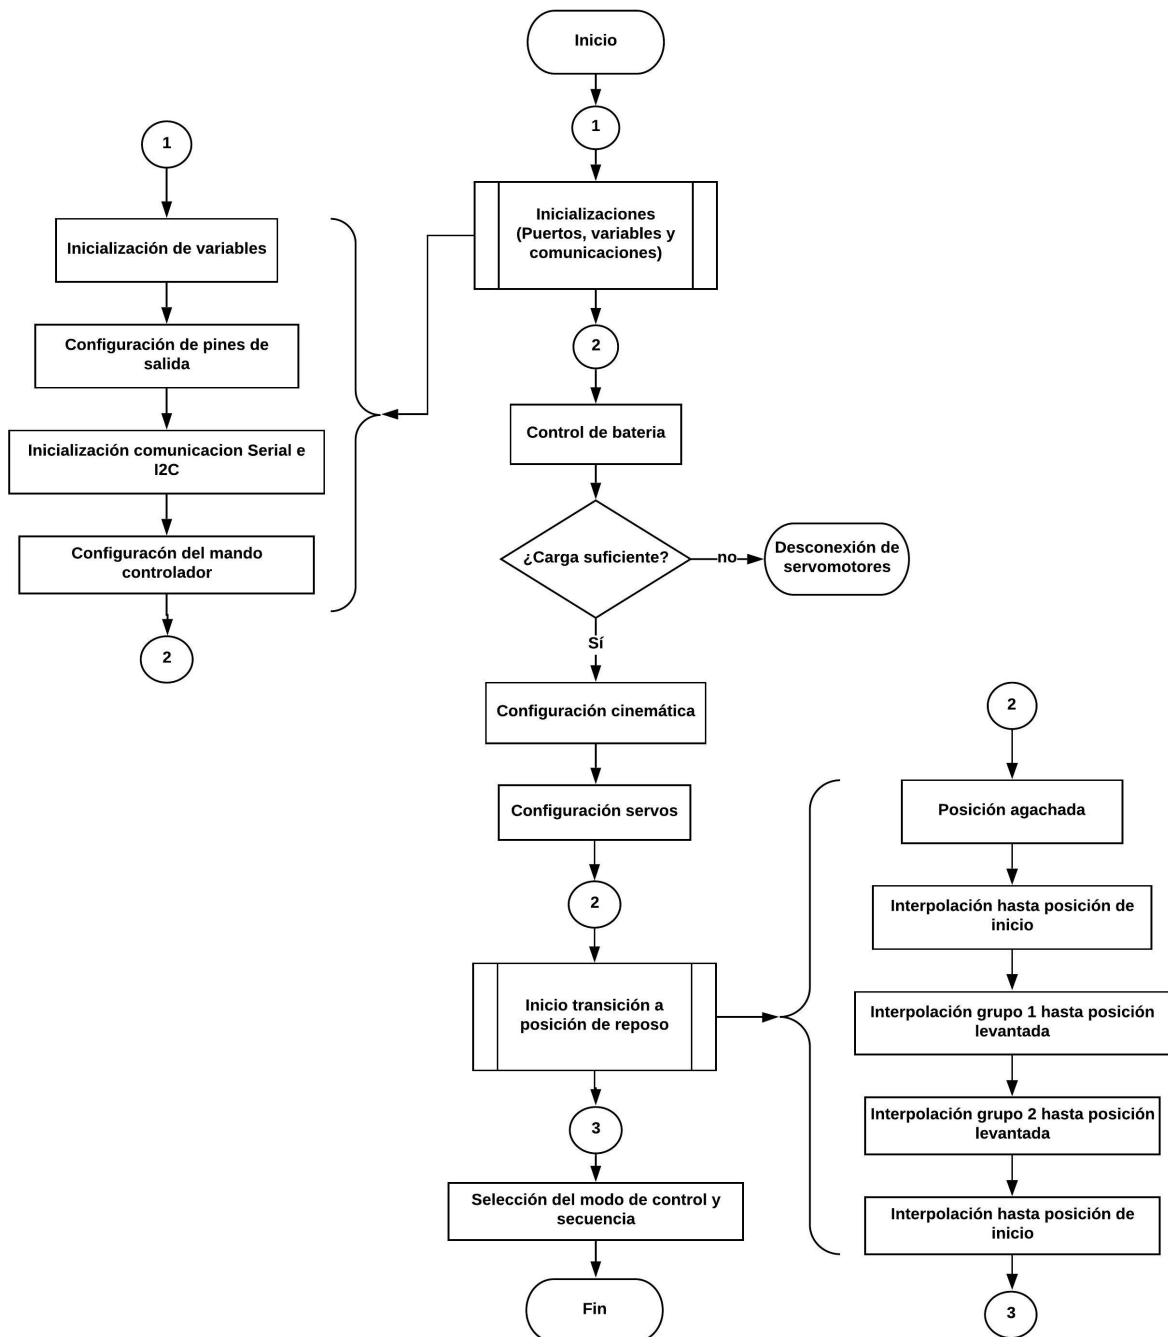 Inicio
1
Inicializaciones
(Puertos, variables y
comunicaciones)
2
Control de bateria
¿Carga suficiente?
no
Desconexión de
servomotores
Sí
Configuración cinemática
Configuración servos
2
Inicio transición a
posición de reposo
3
Selección del modo de control y
secuencia
Fin
1
Inicialización de variables
Configuración de pines de
salida
Inicialización comunicacion Serial e
I2C
Configuracón del mando
controlador
2
2
Posición agachada
Interpolación hasta posición de
inicio
Interpolación grupo 1 hasta posición
levantada
Interpolación grupo 2 hasta posición
levantada
Interpolación hasta posición de
inicio
3